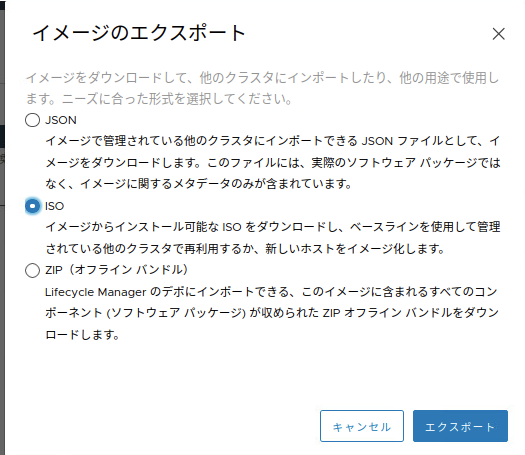 イメージのエクスポート
イメージをダウンロードして、他のクラスタにインポートしたり、他の用途で使用し
ます。ニーズに合った形式を選択してください。
JSON
イメージで管理されている他のクラスタにインポートできる JSON ファイルとして、イ
メージをダウンロードします。このファイルには、実際のソフトウェア パッケージでは
なく、イメージに関するメタデータのみが含まれています。
ISO
イメージからインストール可能な ISO をダウンロードし、ベースラインを使用して管理
されている他のクラスタで再利用するか、新しいホストをイメージ化します。
ZIP（オフライン バンドル）
Lifecycle Manager のデポにインポートできる、このイメージに含まれるすべてのコン
ポーネント (ソフトウェア パッケージ) が収められた ZIP オフライン バンドルをダウン
ロードします。
キャンセル
エクスポート